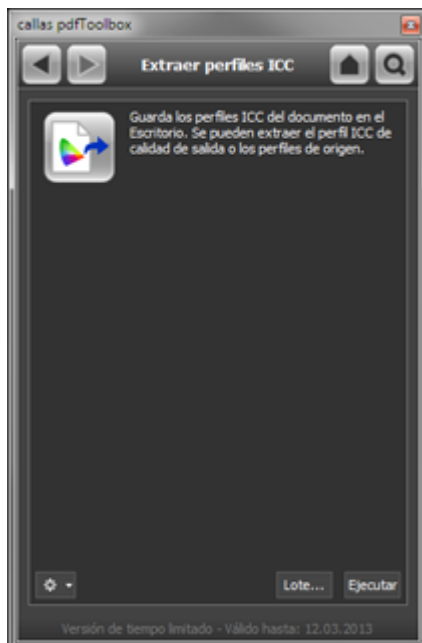 callas pdfToolbox
Extraer perfiles ICC
Guarda los perfiles ICC del documento en el
Escritorio. Se pueden extraer el perfil ICC de
calidad de salida o los perfiles de origen.
Lote...
Ejecutar
Versión de tiempo limitado - Válido hasta: 12.03.2013